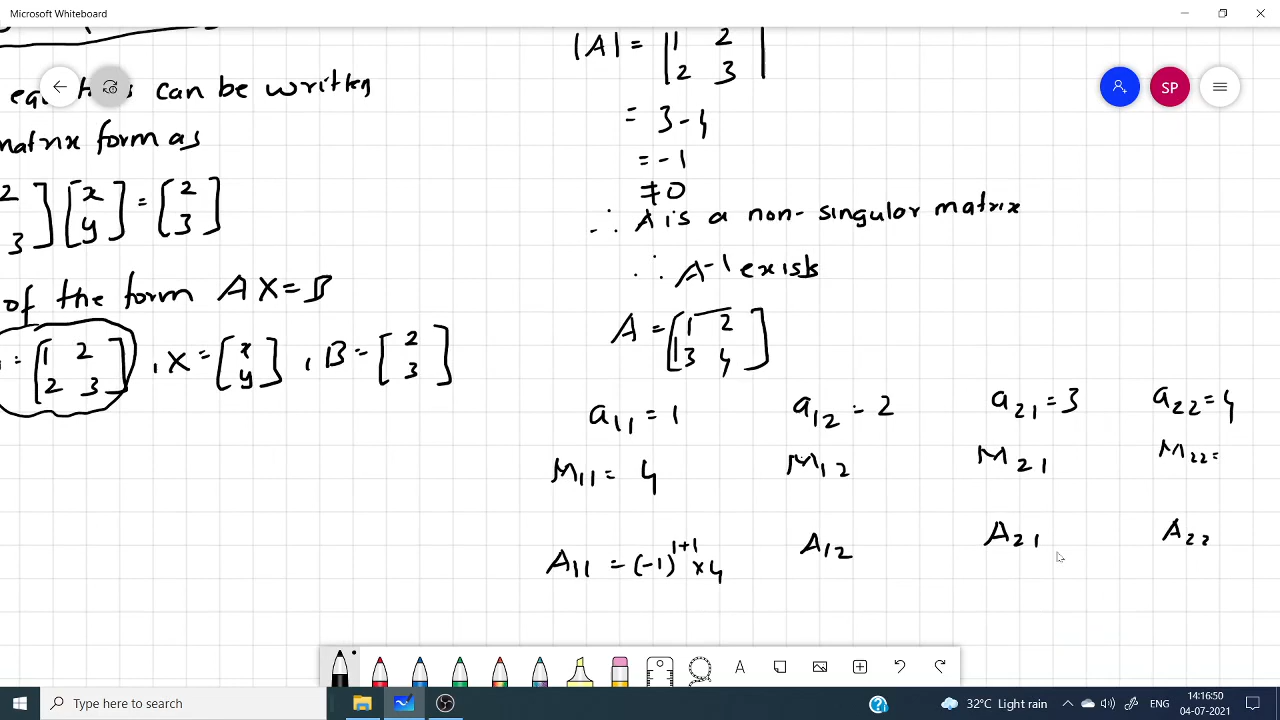 Microsoft Whiteboard
can be written
matrix form as
2
3] [x y] = [2 3]
of the form AX=B
= [1 2 2 3] , X = [x y] , B = [2 3]
|A| = |1 2 2 3|
= 3 - 4
= -1
≠ 0
∴ A is a non-singular matrix
∴ A⁻¹ exists
A = [1 2 3 4]
a11 = 1 a12 = 2 a21 = 3 a22 = 4
M11 = 4 M12 M21 M22 =
A11 = (-1)^1+1 × 4 A12 A21 A22
SP
A
Type here to search
32°C Light rain
ENG
14:16:50
04-07-2021